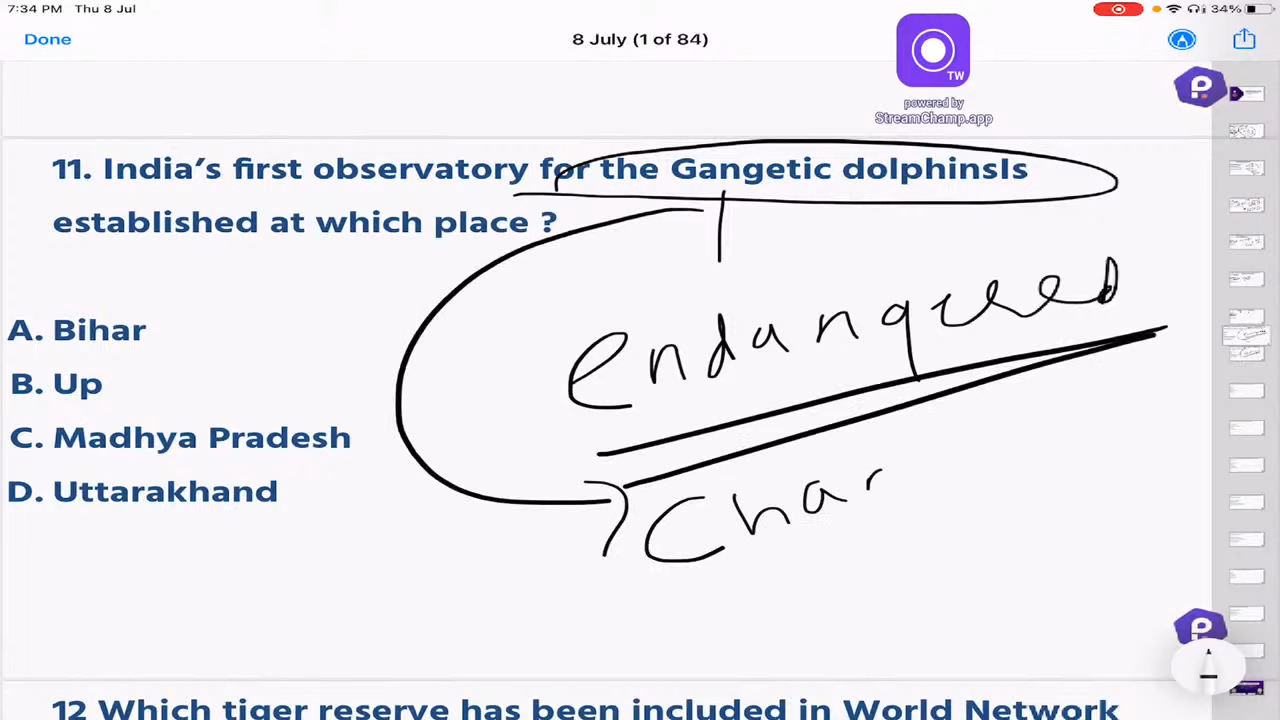 7:34 PM Thu 8 Jul
34%
Done
8 July (1 of 84)
TW
powered by
StreamChamp.app
11. India's first observatory for the Gangetic dolphinsIs
established at which place ?
endangered
A. Bihar
B. Up
C. Madhya Pradesh
D. Uttarakhand
Char
12 Which tiger reserve has been included in World Network